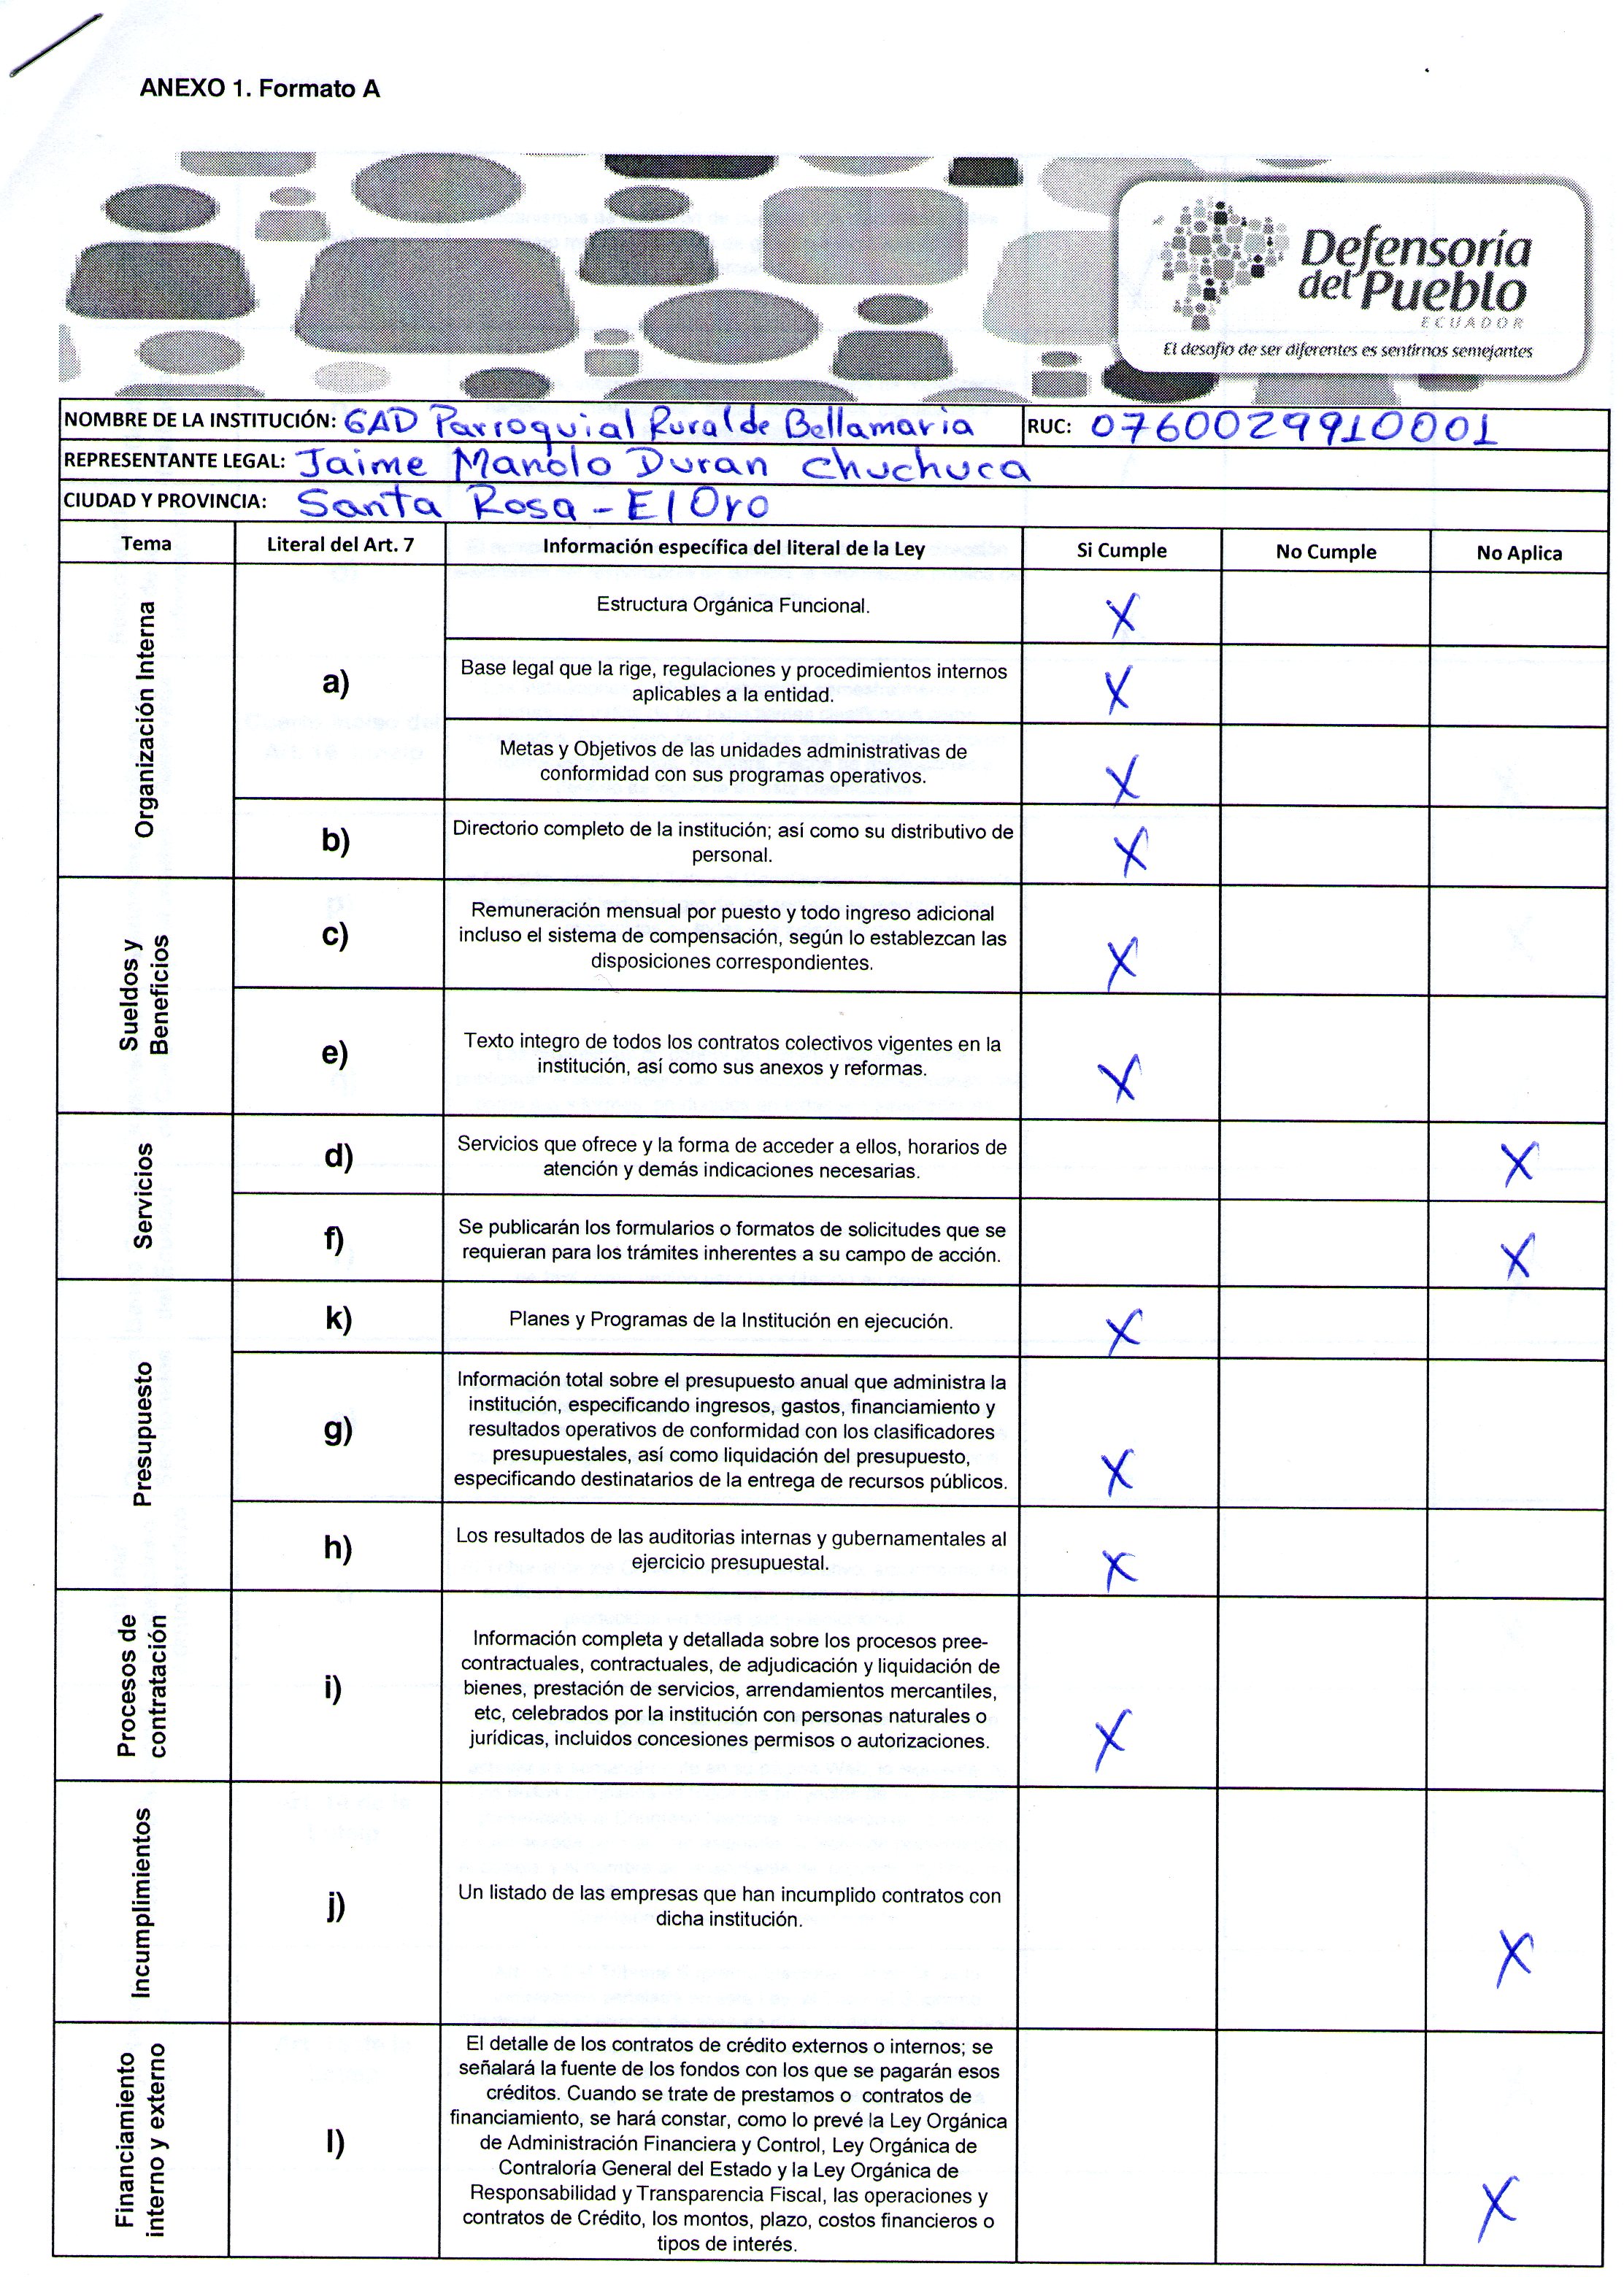 ANEXO 1. Formato A
Defensoría
del Pueblo
ECUADOR
El desafío de ser diferentes es sentirnos semejantes
NOMBRE DE LA INSTITUCIÓN: GAD Parroquial Rural de Bellamaria RUC: 0760029910001
REPRESENTANTE LEGAL: Jaime Manolo Duran Chuchuca
CIUDAD Y PROVINCIA: Santa Rosa - El Oro
Tema Literal del Art. 7 Información específica del literal de la Ley Si Cumple No Cumple No Aplica
Organización Interna
a)
Estructura Orgánica Funcional. X
Base legal que la rige, regulaciones y procedimientos internos
aplicables a la entidad. X
Metas y Objetivos de las unidades administrativas de
conformidad con sus programas operativos. X
b)
Directorio completo de la institución; así como su distributivo de
personal. X
Sueldos y
Beneficios
c)
Remuneración mensual por puesto y todo ingreso adicional
incluso el sistema de compensación, según lo establezcan las
disposiciones correspondientes. X
e)
Texto integro de todos los contratos colectivos vigentes en la
institución, así como sus anexos y reformas. X
Servicios
d)
Servicios que ofrece y la forma de acceder a ellos, horarios de
atención y demás indicaciones necesarias. X
f)
Se publicarán los formularios o formatos de solicitudes que se
requieran para los trámites inherentes a su campo de acción. X
Presupuesto
k)
Planes y Programas de la Institución en ejecución. X
g)
Información total sobre el presupuesto anual que administra la
institución, especificando ingresos, gastos, financiamiento y
resultados operativos de conformidad con los clasificadores
presupuestales, así como liquidación del presupuesto,
especificando destinatarios de la entrega de recursos públicos. X
h)
Los resultados de las auditorias internas y gubernamentales al
ejercicio presupuestal. X
Procesos de
contratación
i)
Información completa y detallada sobre los procesos pree-
contractuales, contractuales, de adjudicación y liquidación de
bienes, prestación de servicios, arrendamientos mercantiles,
etc, celebrados por la institución con personas naturales o
jurídicas, incluidos concesiones permisos o autorizaciones. X
Incumplimientos
j)
Un listado de las empresas que han incumplido contratos con
dicha institución. X
Financiamiento
interno y externo
l)
El detalle de los contratos de crédito externos o internos; se
señalará la fuente de los fondos con los que se pagarán esos
créditos. Cuando se trate de prestamos o contratos de
financiamiento, se hará constar, como lo prevé la Ley Orgánica
de Administración Financiera y Control, Ley Orgánica de
Contraloría General del Estado y la Ley Orgánica de
Responsabilidad y Transparencia Fiscal, las operaciones y
contratos de Crédito, los montos, plazo, costos financieros o
tipos de interés. X